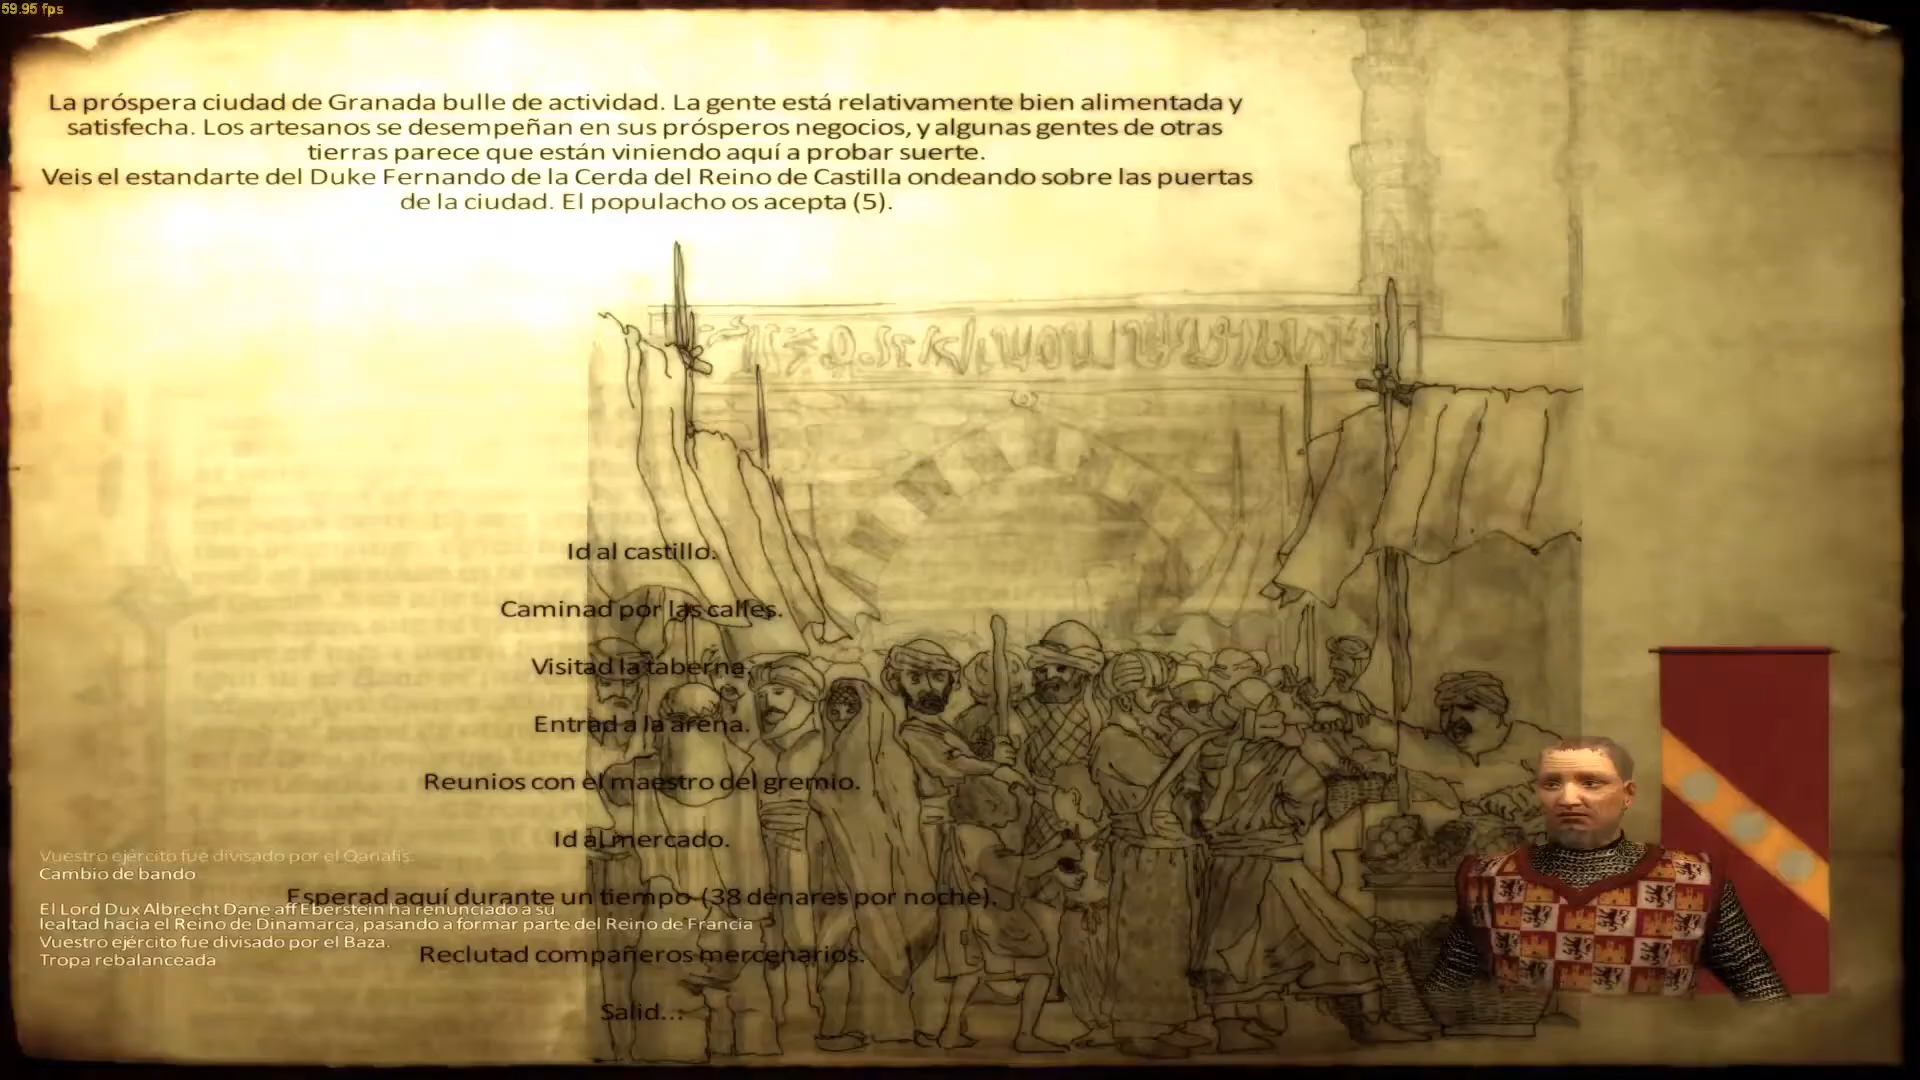 59.95 fps
La próspera ciudad de Granada bulle de actividad. La gente está relativamente bien alimentada y
satisfecha. Los artesanos se desempeñan en sus prósperos negocios, y algunas gentes de otras
tierras parece que están viniendo aquí a probar suerte.
Veis el estandarte del Duke Fernando de la Cerda del Reino de Castilla ondeando sobre las puertas
de la ciudad. El populacho os acepta (5).
Id al castillo.
Caminad por las calles.
Visitad la taberna.
Entrad a la arena.
Reunios con el maestro del gremio.
Id al mercado.
Esperad aquí durante un tiempo (38 denares por noche).
Reclutad compañeros mercenarios.
Salid...
Vuestro ejército fue divisado por el Qanafis.
Cambio de bando
El Lord Dux Albrecht Dane aff Eberstein ha renunciado a su
lealtad hacia el Reino de Dinamarca, pasando a formar parte del Reino de Francia
Vuestro ejército fue divisado por el Baza.
Tropa rebalanceada